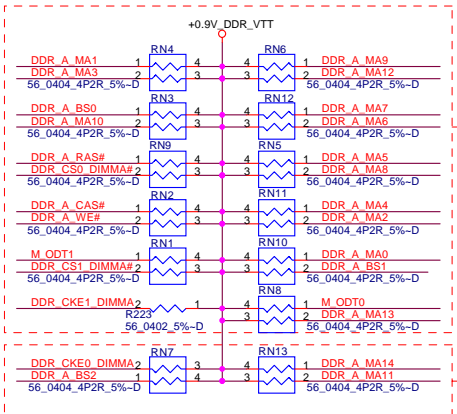 +0.9V_DDR_VTT
RN4 RN6
DDR_A_MA1 1 4 4 1 DDR_A_MA9
DDR_A_MA3 2 3 3 2 DDR_A_MA12
56_0404_4P2R_5%~D 56_0404_4P2R_5%~D
RN3 RN12
DDR_A_BS0 1 4 4 1 DDR_A_MA7
DDR_A_MA10 2 3 3 2 DDR_A_MA6
56_0404_4P2R_5%~D 56_0404_4P2R_5%~D
RN9 RN5
DDR_A_RAS# 1 4 4 1 DDR_A_MA5
DDR_CS0_DIMMA# 2 3 3 2 DDR_A_MA8
56_0404_4P2R_5%~D 56_0404_4P2R_5%~D
RN2 RN11
DDR_A_CAS# 1 4 4 1 DDR_A_MA4
DDR_A_WE# 2 3 3 2 DDR_A_MA2
56_0404_4P2R_5%~D 56_0404_4P2R_5%~D
RN1 RN10
M_ODT1 1 4 4 1 DDR_A_MA0
DDR_CS1_DIMMA# 2 3 3 2 DDR_A_BS1
56_0404_4P2R_5%~D 56_0404_4P2R_5%~D
RN8
DDR_CKE1_DIMMA 2 1 4 1 M_ODT0
R223 3 2 DDR_A_MA13
56_0402_5%~D 56_0404_4P2R_5%~D
RN7 RN13
DDR_CKE0_DIMMA 2 3 4 1 DDR_A_MA14
DDR_A_BS2 1 4 3 2 DDR_A_MA11
56_0404_4P2R_5%~D 56_0404_4P2R_5%~D